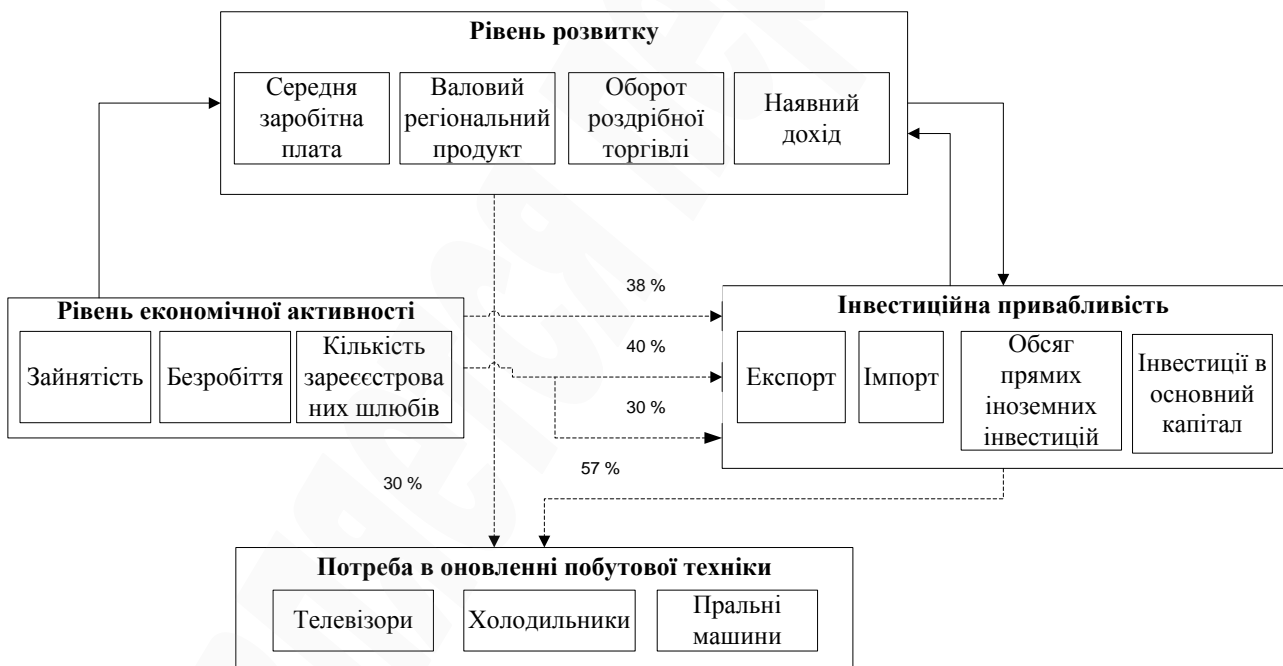 Рівень розвитку
Середня
заробітна
плата
Валовий
регіональний
продукт
Оборот
роздрібної
торгівлі
Наявний
дохід
Рівень економічної активності
Зайнятість
Безробіття
Кількість
зареєєстрова
них шлюбів
38 %
40 %
30 %
57 %
30 %
Інвестиційна привабливість
Експорт
Імпорт
Обсяг
прямих
іноземних
інвестицій
Інвестиції в
основний
капітал
Потреба в оновленні побутової техніки
Телевізори
Холодильники
Пральні
машини